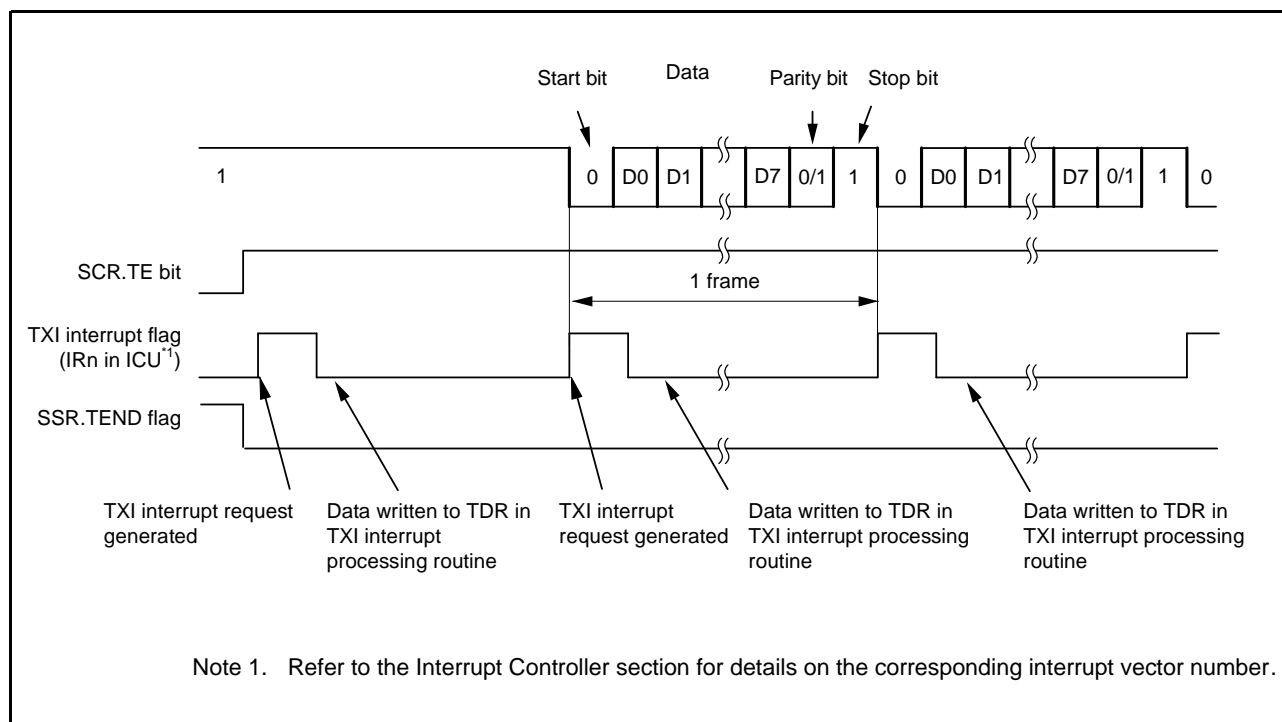 Start bit
Data
Parity bit
Stop bit
1
0 D0 D1 D7 0/1 1 0 D0 D1 D7 0/1 1 0
SCR.TE bit
1 frame
TXI interrupt flag
(IRn in ICU*1)
SSR.TEND flag
TXI interrupt request
generated
Data written to TDR in
TXI interrupt
processing routine
TXI interrupt
request generated
Data written to TDR in
TXI interrupt processing
routine
Data written to TDR in
TXI interrupt processing
routine
Note 1. Refer to the Interrupt Controller section for details on the corresponding interrupt vector number.